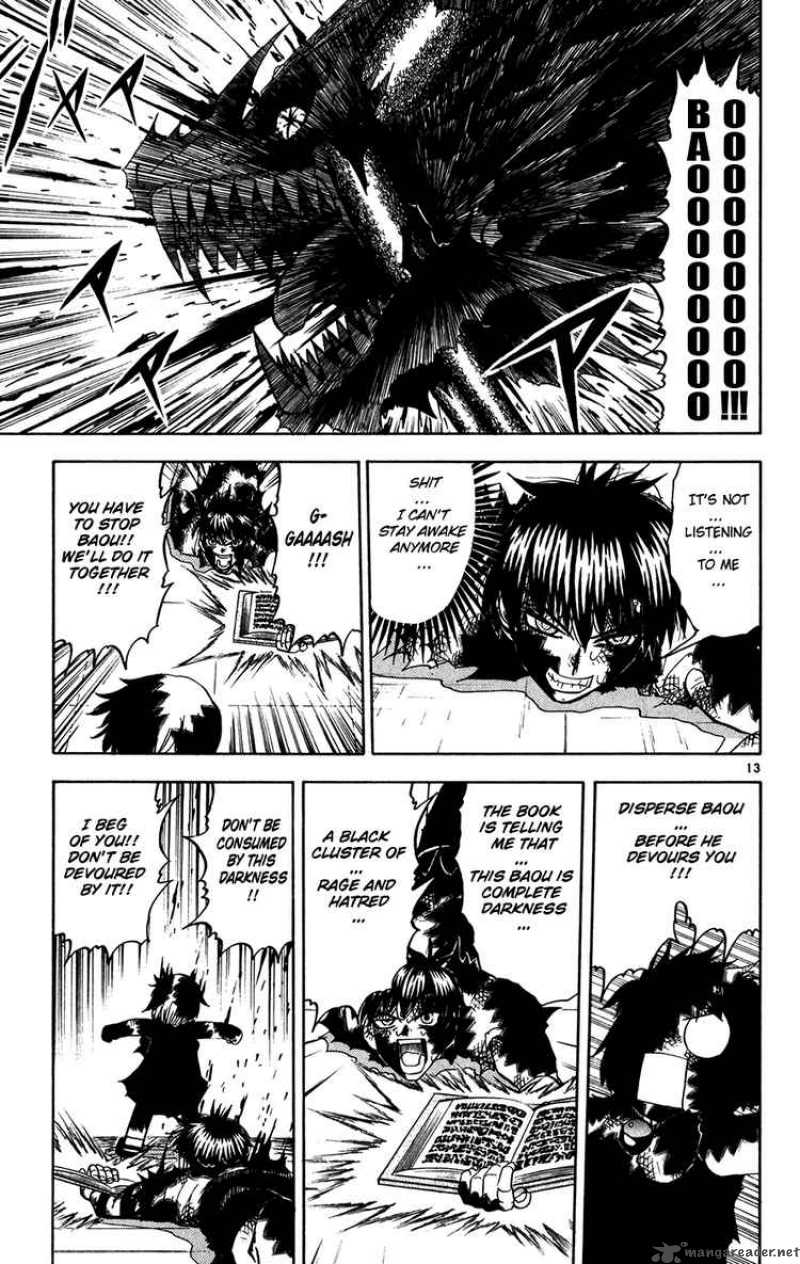 OOOOOOOOOO!!!
BAOOOOOOOO
IT'S NOT
...
LISTENING
...
TO ME
...
SHIT
...
I CAN'T
STAY AWAKE
ANYMORE
...
G-
GAAAASH
!!!
YOU HAVE
TO STOP
BAOU!!
WE'LL DO IT
TOGETHER
!!!
13
DISPERSE BAOU
...
BEFORE HE
DEVOURS YOU
!!!
THE BOOK
IS TELLING
ME THAT
...
THIS BAOU IS
COMPLETE
DARKNESS
...
A BLACK
CLUSTER OF
...
RAGE AND
HATRED
...
DON'T BE
CONSUMED
BY THIS
DARKNESS
!!
I BEG
OF YOU!!
DON'T BE
DEVOURED
BY IT!!
mangareader.net